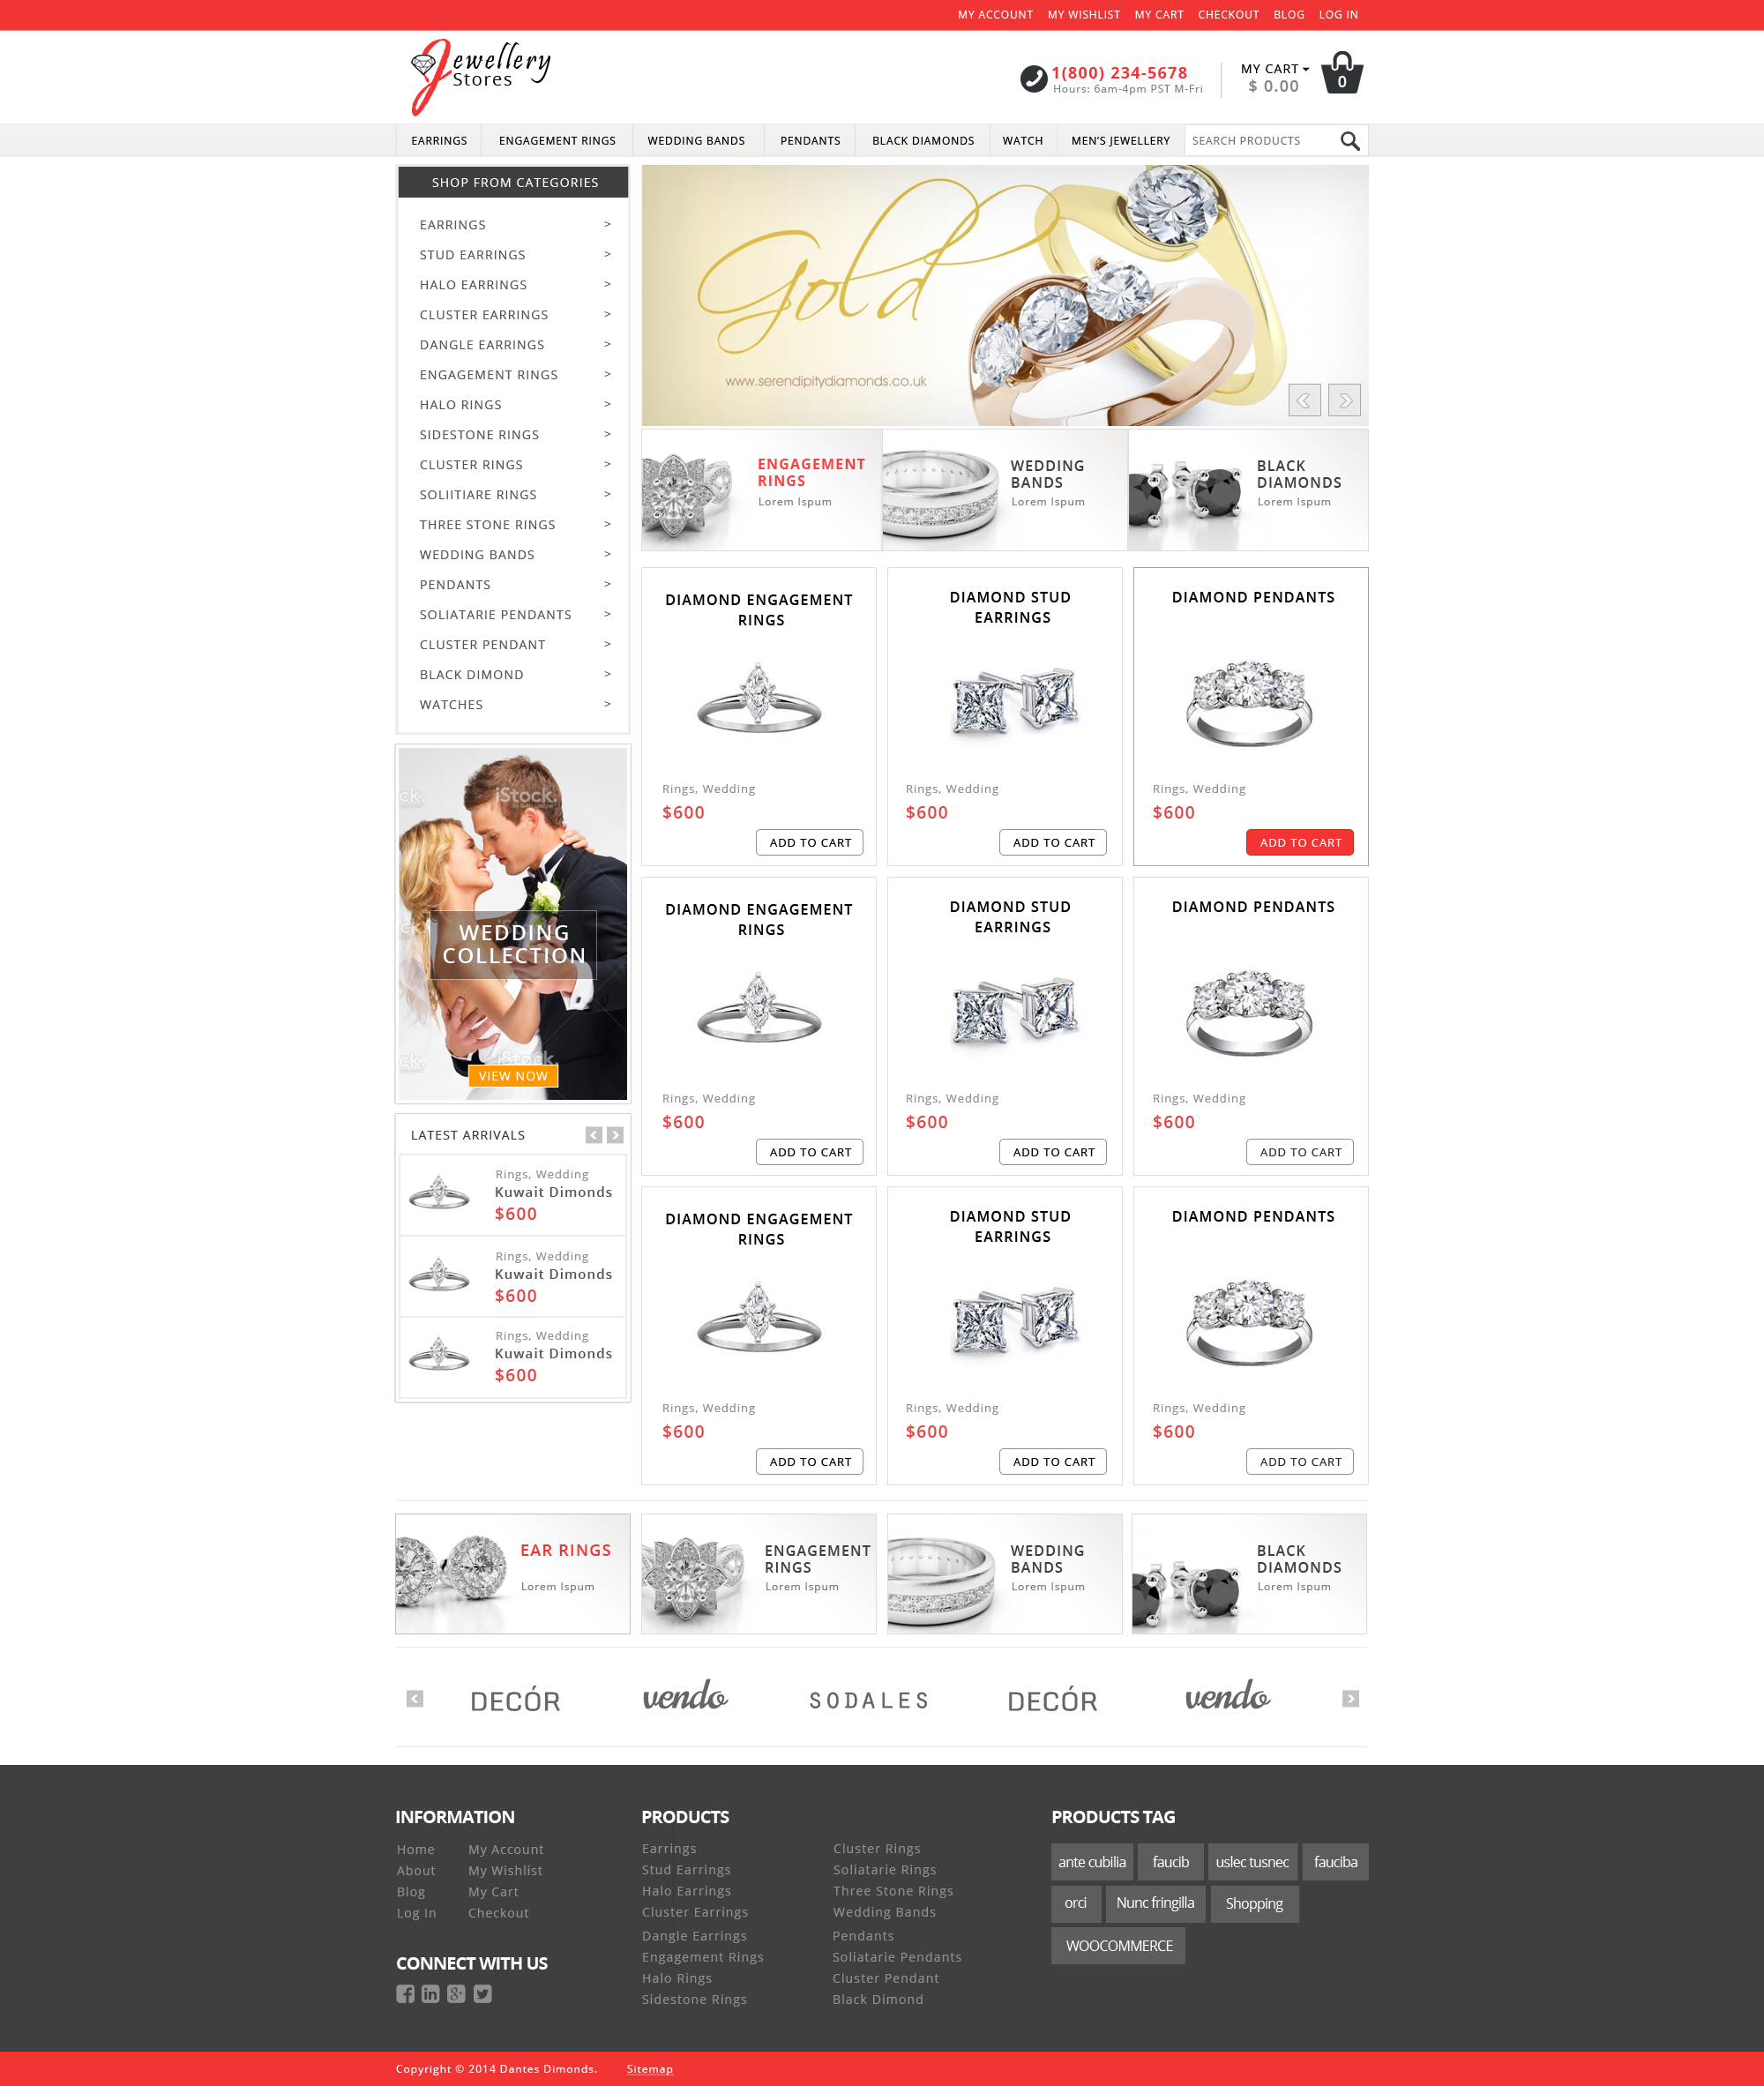 MY ACCOUNT MY WISHLIST MY CART CHECKOUT BLOG LOG IN
Jewellery
Stores
1(800) 234-5678
Hours: 6am-4pm PST M-Fri
MY CART
$ 0.00
0
EARRINGS ENGAGEMENT RINGS WEDDING BANDS PENDANTS BLACK DIAMONDS WATCH MEN'S JEWELLERY SEARCH PRODUCTS
SHOP FROM CATEGORIES
EARRINGS >
STUD EARRINGS >
HALO EARRINGS >
CLUSTER EARRINGS >
DANGLE EARRINGS >
ENGAGEMENT RINGS >
HALO RINGS >
SIDESTONE RINGS >
CLUSTER RINGS >
SOLIITIARE RINGS >
THREE STONE RINGS >
WEDDING BANDS >
PENDANTS >
SOLIATARIE PENDANTS >
CLUSTER PENDANT >
BLACK DIMOND >
WATCHES >
Gold
www.serendipitydiamonds.co.uk
ENGAGEMENT
RINGS
Lorem Ispum
WEDDING
BANDS
Lorem Ispum
BLACK
DIAMONDS
Lorem Ispum
DIAMOND ENGAGEMENT
RINGS
Rings, Wedding
$600
ADD TO CART
DIAMOND STUD
EARRINGS
Rings, Wedding
$600
ADD TO CART
DIAMOND PENDANTS
Rings, Wedding
$600
ADD TO CART
ck.
iStock.
WEDDING
COLLECTION
ck.
iStock.
VIEW NOW
DIAMOND ENGAGEMENT
RINGS
Rings, Wedding
$600
ADD TO CART
DIAMOND STUD
EARRINGS
Rings, Wedding
$600
ADD TO CART
DIAMOND PENDANTS
Rings, Wedding
$600
ADD TO CART
LATEST ARRIVALS
Rings, Wedding
Kuwait Dimonds
$600
Rings, Wedding
Kuwait Dimonds
$600
Rings, Wedding
Kuwait Dimonds
$600
DIAMOND ENGAGEMENT
RINGS
Rings, Wedding
$600
ADD TO CART
DIAMOND STUD
EARRINGS
Rings, Wedding
$600
ADD TO CART
DIAMOND PENDANTS
Rings, Wedding
$600
ADD TO CART
EAR RINGS
Lorem Ispum
ENGAGEMENT
RINGS
Lorem Ispum
WEDDING
BANDS
Lorem Ispum
BLACK
DIAMONDS
Lorem Ispum
DECÓR vendo SODALES DECÓR vendo
INFORMATION
Home My Account
About My Wishlist
Blog My Cart
Log In Checkout
CONNECT WITH US
PRODUCTS
Earrings Cluster Rings
Stud Earrings Soliatarie Rings
Halo Earrings Three Stone Rings
Cluster Earrings Wedding Bands
Dangle Earrings Pendants
Engagement Rings Soliatarie Pendants
Halo Rings Cluster Pendant
Sidestone Rings Black Dimond
PRODUCTS TAG
ante cubilia faucib uslec tusnec fauciba
orci Nunc fringilla Shopping
WOOCOMMERCE
Copyright © 2014 Dantes Dimonds. Sitemap